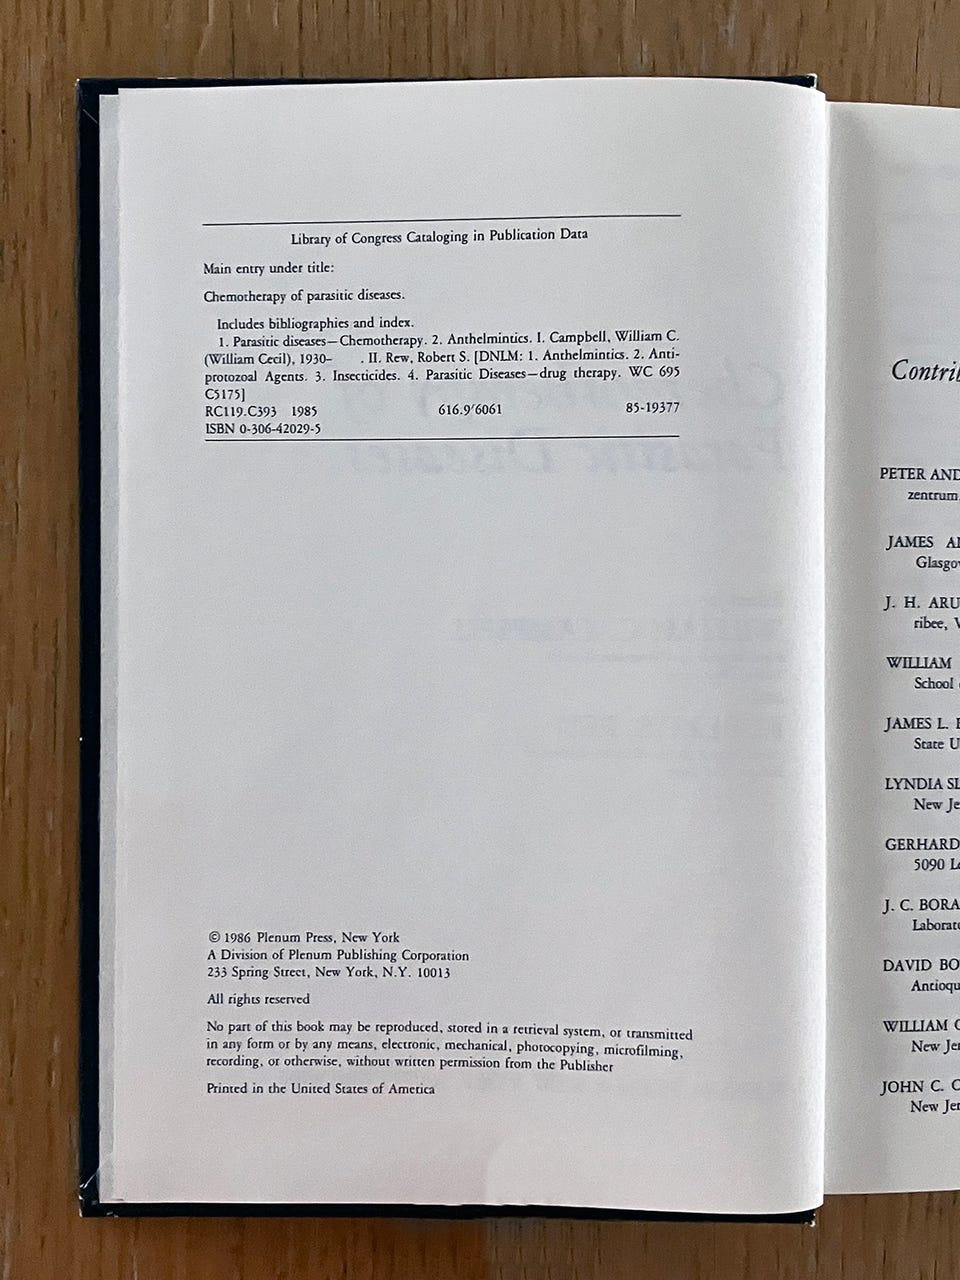 Library of Congress Cataloging in Publication Data
Main entry under title:
Chemotherapy of parasitic diseases.
Includes bibliographies and index.
1. Parasitic diseases—Chemotherapy. 2. Anthelmintics. I. Campbell, William C.
(William Cecil), 1930– . II. Rew, Robert S. [DNLM: 1. Anthelmintics. 2. Anti-
protozoal Agents. 3. Insecticides. 4. Parasitic Diseases—drug therapy. WC 695
C5175]
RC119.C393 1985 616.9′6061 85-19377
ISBN 0-306-42029-5
© 1986 Plenum Press, New York
A Division of Plenum Publishing Corporation
233 Spring Street, New York, N.Y. 10013
All rights reserved
No part of this book may be reproduced, stored in a retrieval system, or transmitted
in any form or by any means, electronic, mechanical, photocopying, microfilming,
recording, or otherwise, without written permission from the Publisher
Printed in the United States of America
Contrib
PETER AND
zentrum,
JAMES
Glasgow
J. H. ARU
ribee,
WILLIAM
School
JAMES L.
State U
LYNDIA SL
New Je
GERHARD
5090 Le
J. C. BORA
Laborato
DAVID BO
Antioqu
WILLIAM C
New Jer
JOHN C. C
New Jer